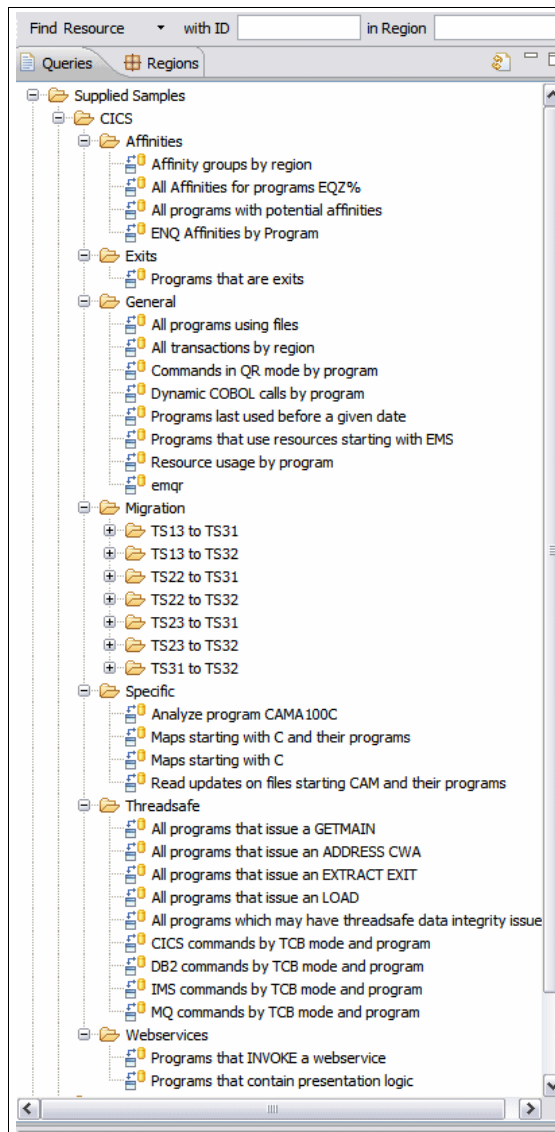 Find Resource with ID in Region
Queries Regions
Supplied Samples
CICS
Affinities
Affinity groups by region
All Affinities for programs EQZ%
All programs with potential affinities
ENQ Affinities by Program
Exits
Programs that are exits
General
All programs using files
All transactions by region
Commands in QR mode by program
Dynamic COBOL calls by program
Programs last used before a given date
Programs that use resources starting with EMS
Resource usage by program
emqr
Migration
TS13 to TS31
TS13 to TS32
TS22 to TS31
TS22 to TS32
TS23 to TS31
TS23 to TS32
TS31 to TS32
Specific
Analyze program CAMA100C
Maps starting with C and their programs
Maps starting with C
Read updates on files starting CAM and their programs
Threadsafe
All programs that issue a GETMAIN
All programs that issue an ADDRESS CWA
All programs that issue an EXTRACT EXIT
All programs that issue an LOAD
All programs which may have threadsafe data integrity issue
CICS commands by TCB mode and program
DB2 commands by TCB mode and program
IMS commands by TCB mode and program
MQ commands by TCB mode and program
Webservices
Programs that INVOKE a webservice
Programs that contain presentation logic